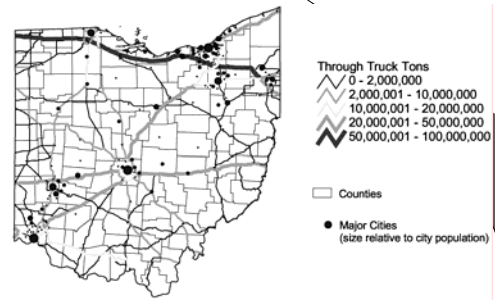 Through Truck Tons
0 - 2,000,000
2,000,001 - 10,000,000
10,000,001 - 20,000,000
20,000,001 - 50,000,000
50,000,001 - 100,000,000
Counties
Major Cities
(size relative to city population)